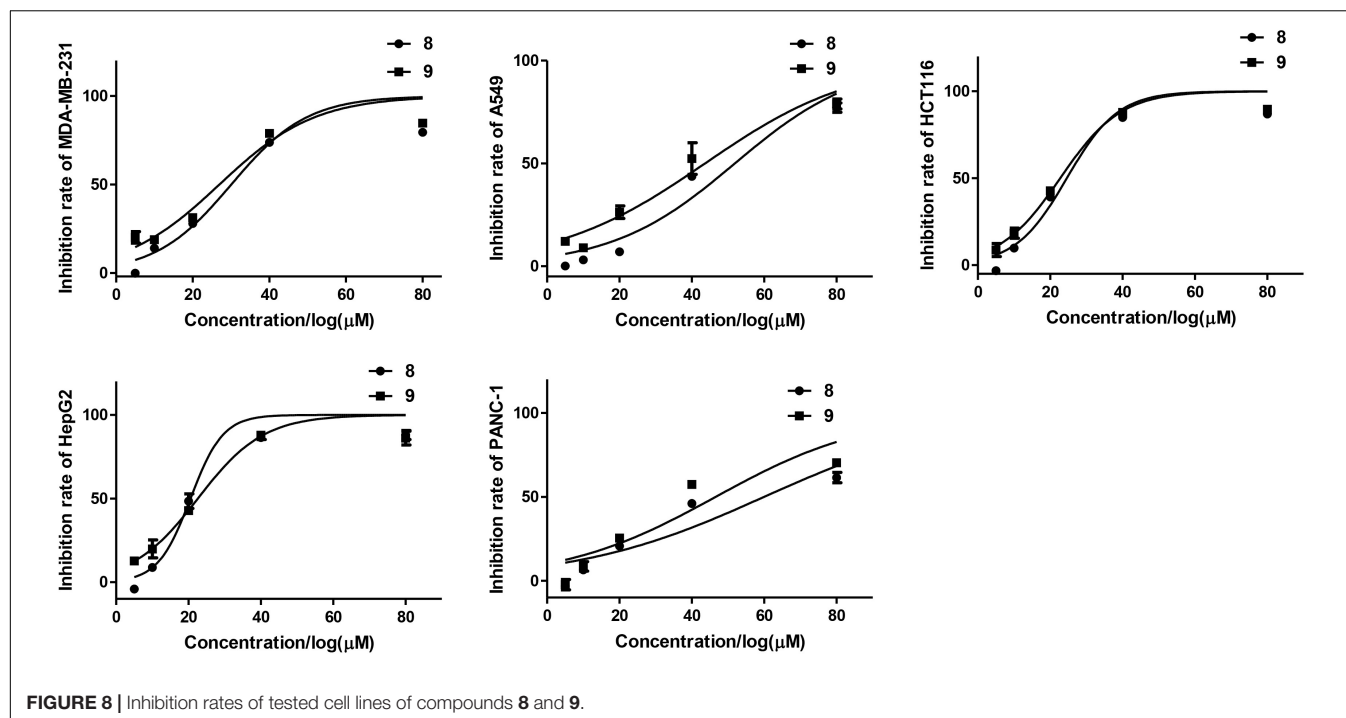 8
9
Inhibition rate of MDA-MB-231
100
50
0
0 20 40 60 80
Concentration/log(μM)
8
9
Inhibition rate of A549
100
50
0
0 20 40 60 80
Concentration/log(μM)
8
9
Inhibition rate of HCT116
100
50
0
0 20 40 60 80 100
Concentration/log(μM)
8
9
Inhibition rate of HepG2
100
50
0
0 20 40 60 80
Concentration/log(μM)
8
9
Inhibition rate of PANC-1
100
50
0
0 20 40 60 80
Concentration/log(μM)
FIGURE 8 | Inhibition rates of tested cell lines of compounds 8 and 9.